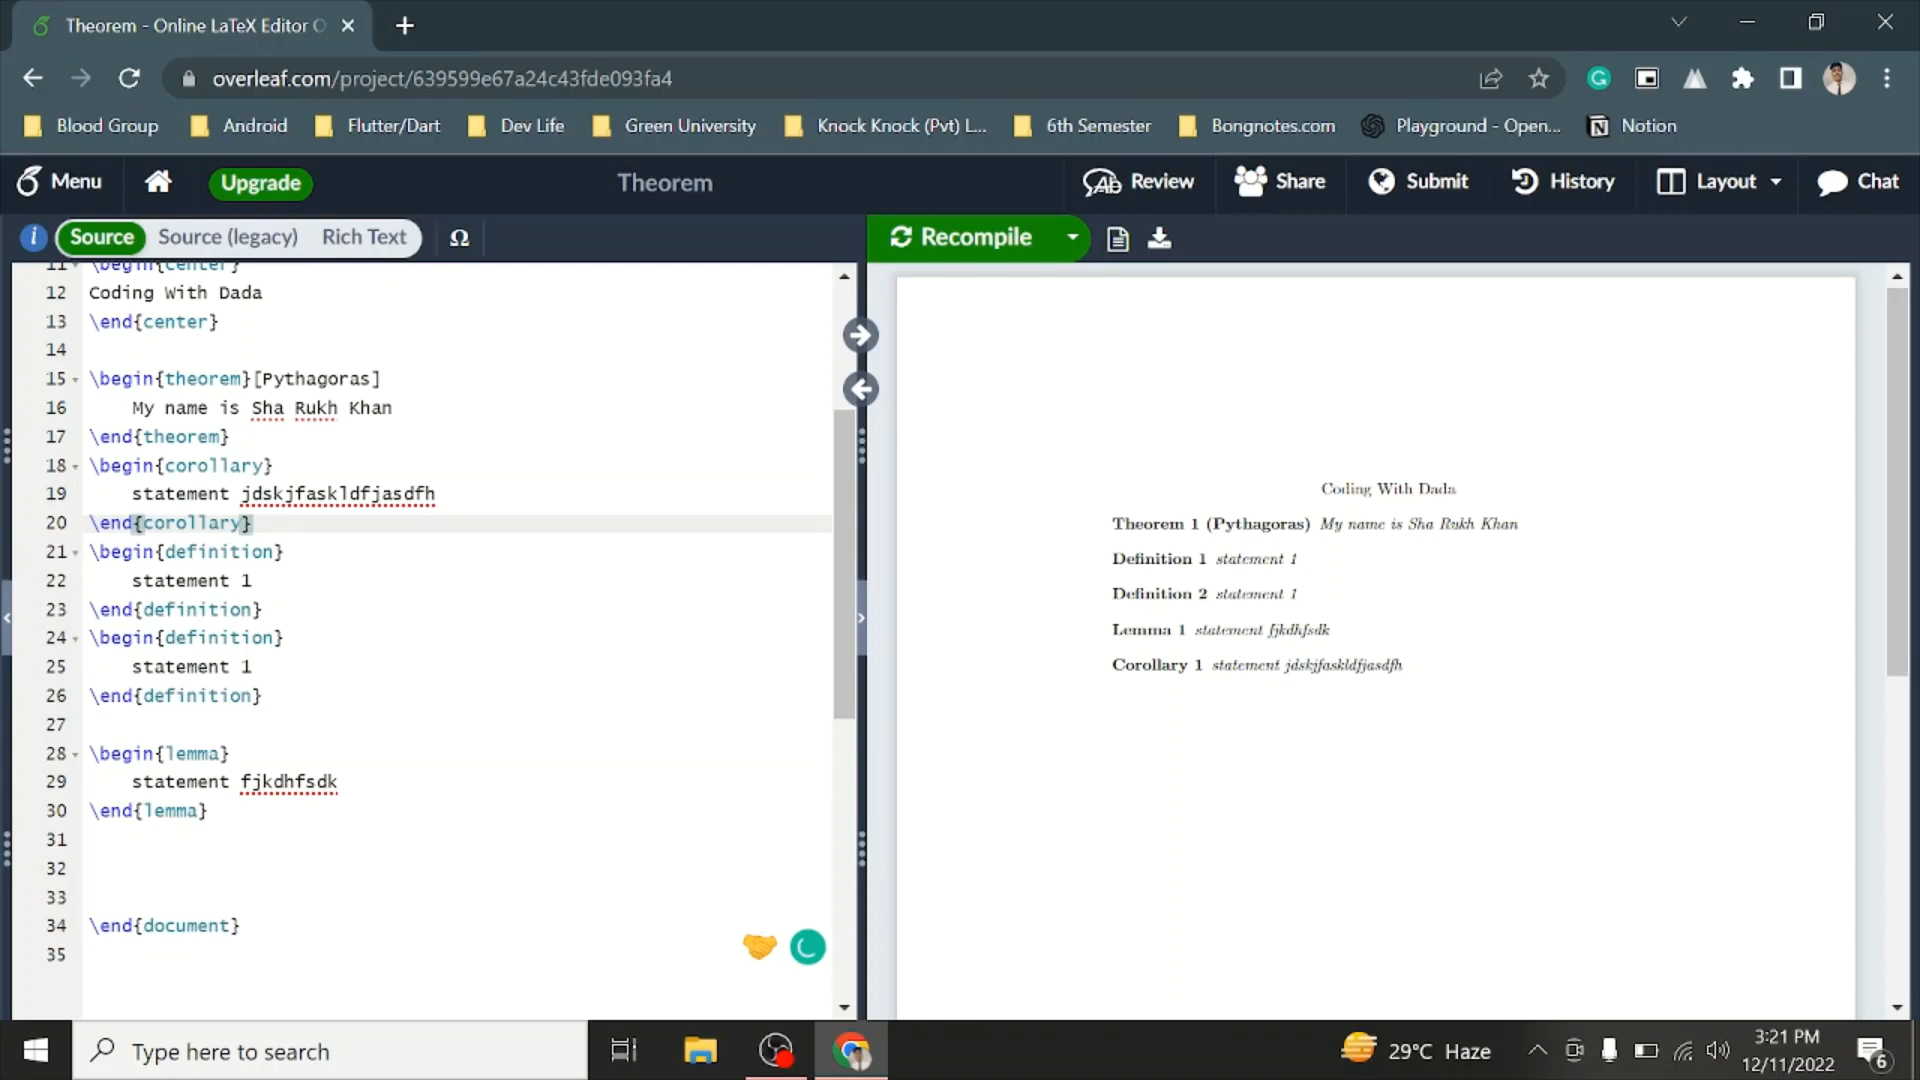 Theorem - Online LaTeX Editor O
overleaf.com/project/639599e67a24c43fde093fa4
Blood Group Android Flutter/Dart Dev Life Green University Knock Knock (Pvt) L... 6th Semester Bongnotes.com Playground - Open... Notion
Menu Upgrade Theorem Review Share Submit History Layout Chat
i Source Source (legacy) Rich Text Ω Recompile
11 \begin{center}
12 Coding With Dada
13 \end{center}
14
15 \begin{theorem}[Pythagoras]
16 My name is Sha Rukh Khan
17 \end{theorem}
18 \begin{corollary}
19 statement jdskjfaskldfjasdfh
20 \end{corollary}
21 \begin{definition}
22 statement 1
23 \end{definition}
24 \begin{definition}
25 statement 1
26 \end{definition}
27
28 \begin{lemma}
29 statement fjkdhfsdk
30 \end{lemma}
31
32
33
34 \end{document}
35
Coding With Dada
Theorem 1 (Pythagoras) My name is Sha Rukh Khan
Definition 1 statement 1
Definition 2 statement 1
Lemma 1 statement fjkdhfsdk
Corollary 1 statement jdskjfaskldfjasdfh
Type here to search
29°C Haze
3:21 PM
12/11/2022
6